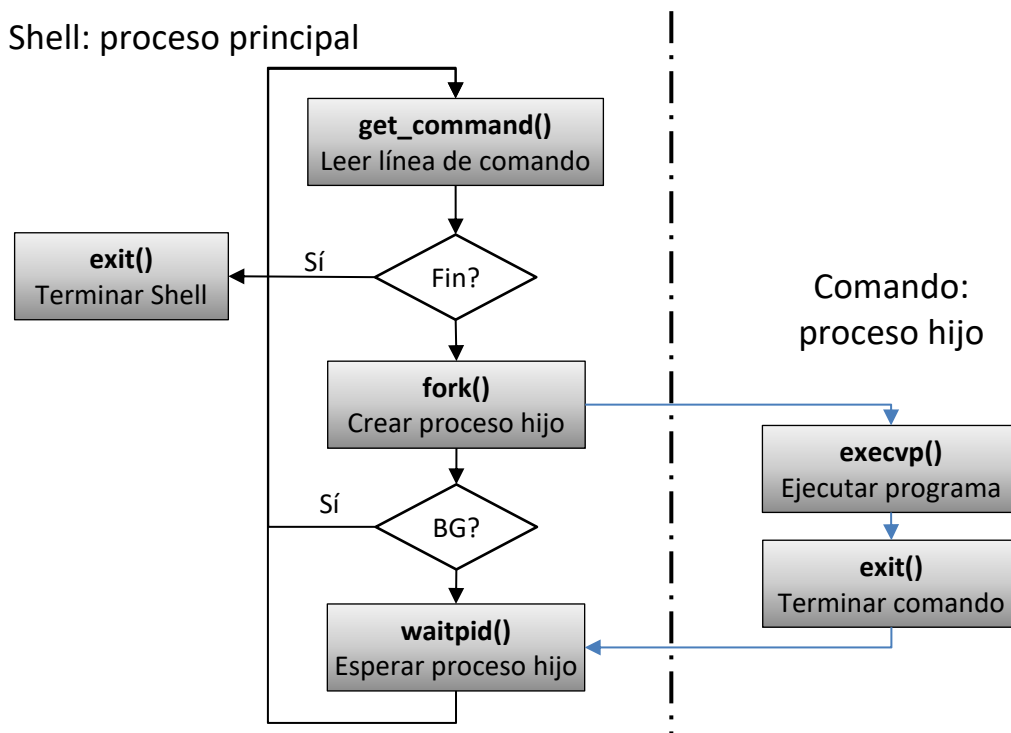 Shell: proceso principal
get_command()
Leer línea de comando
exit()
Terminar Shell
Sí
Fin?
Comando:
proceso hijo
fork()
Crear proceso hijo
execvp()
Ejecutar programa
Sí
BG?
exit()
Terminar comando
waitpid()
Esperar proceso hijo